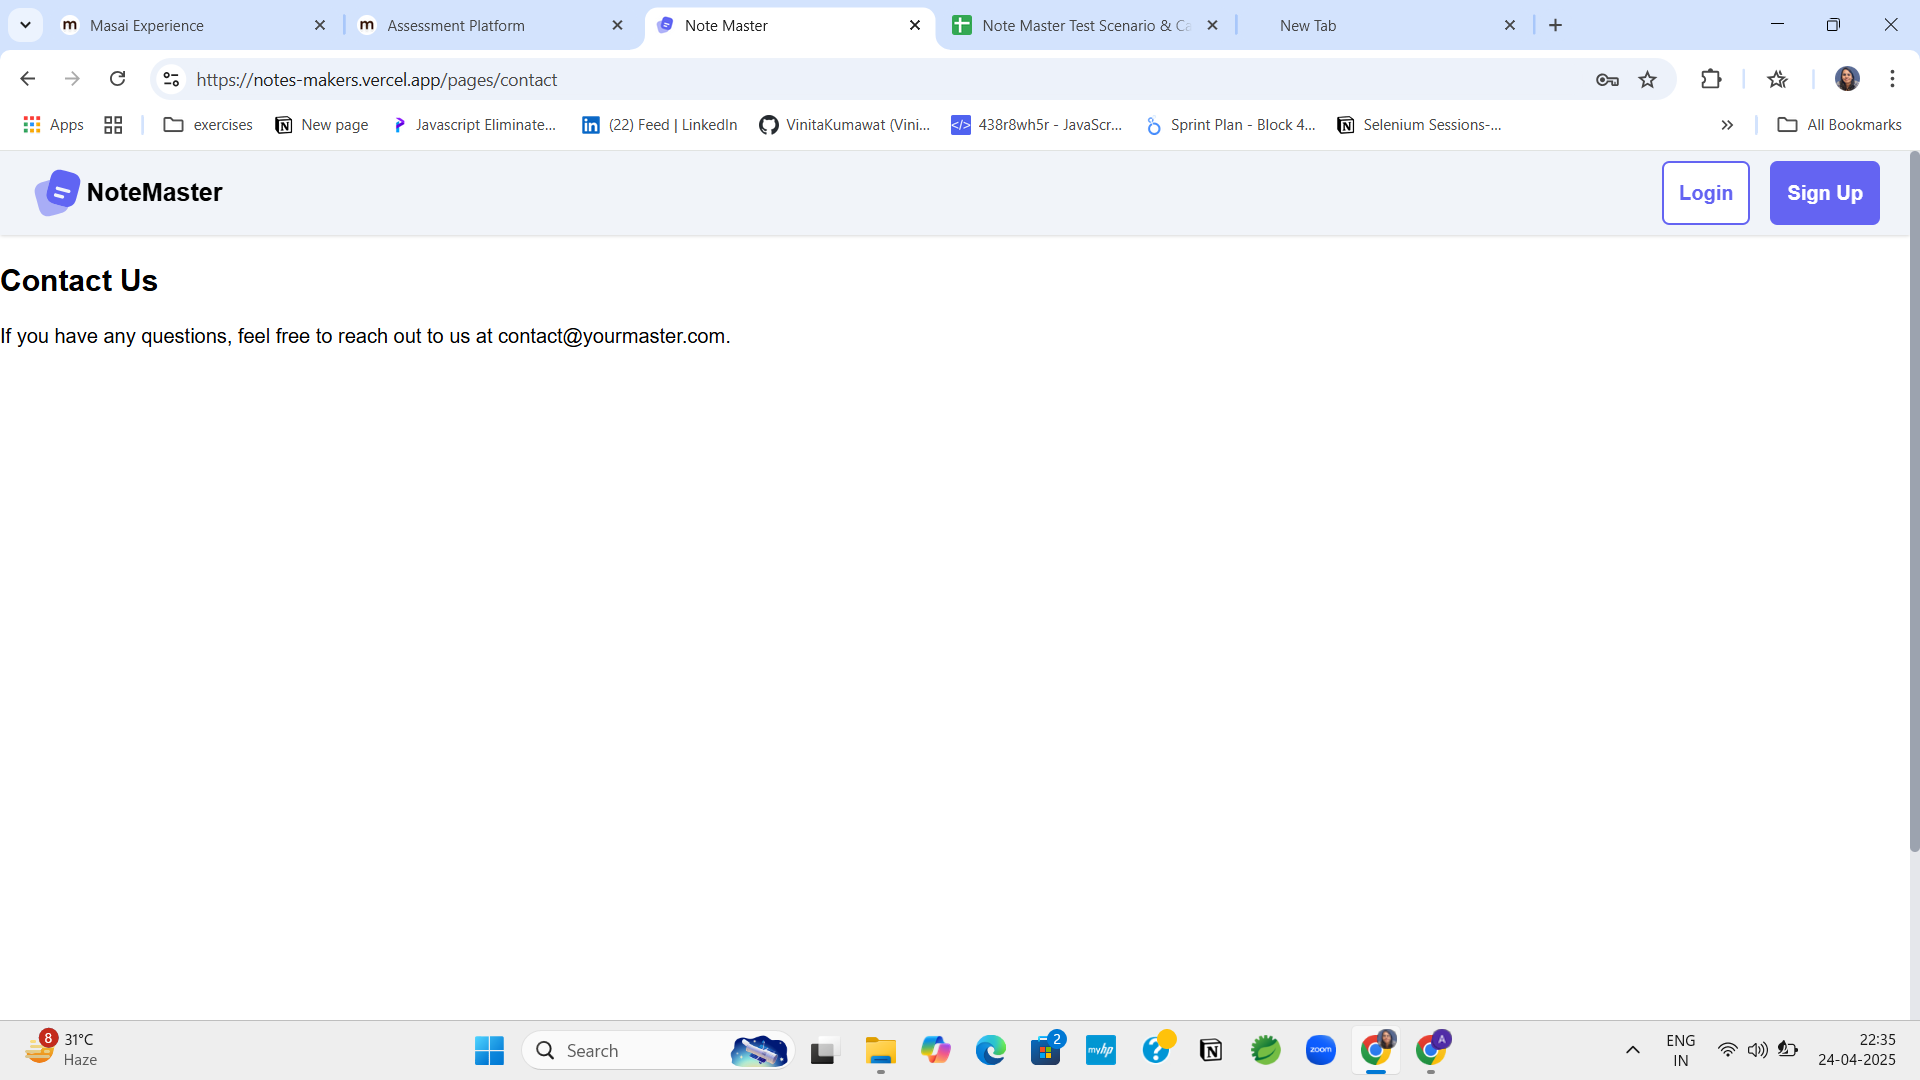 Masai Experience
Assessment Platform
Note Master
Note Master Test Scenario & Ca
New Tab
https://notes-makers.vercel.app/pages/contact
Apps
exercises
New page
Javascript Eliminate...
(22) Feed | LinkedIn
VinitaKumawat (Vini...
438r8wh5r - JavaScr...
Sprint Plan - Block 4...
Selenium Sessions-...
All Bookmarks
NoteMaster
Login
Sign Up
Contact Us
If you have any questions, feel free to reach out to us at contact@yourmaster.com.
8
31°C
Haze
Search
2
myhp
zoom
A
ENG
IN
22:35
24-04-2025